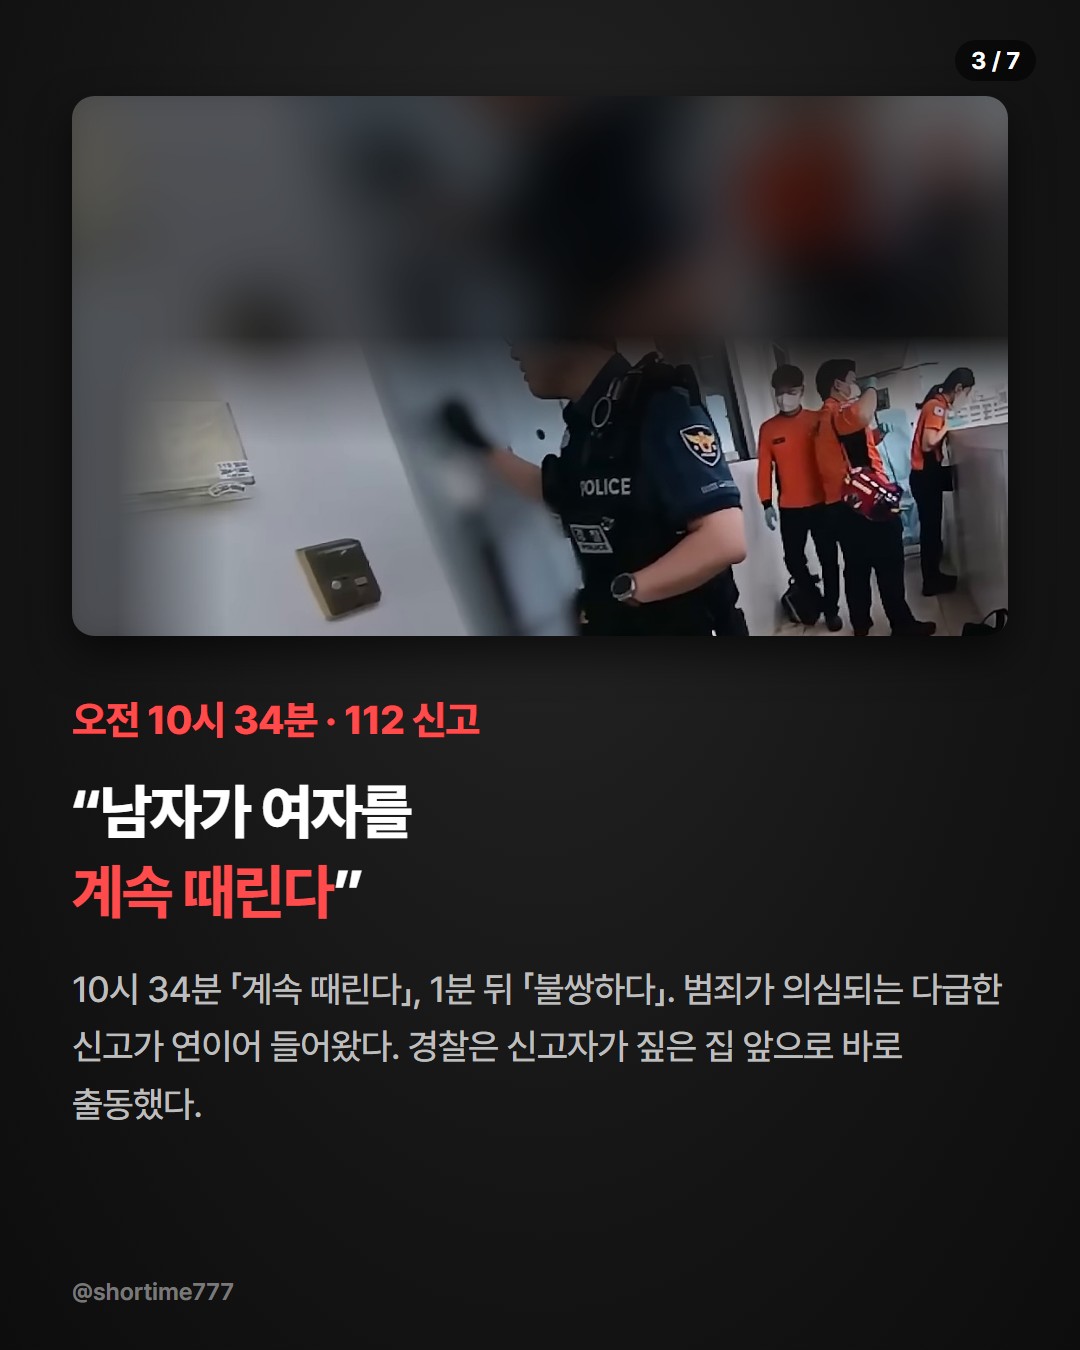 3 / 7
POLICE
오전 10시 34분 · 112 신고
“남자가 여자를
계속 때린다”
10시 34분 「계속 때린다」, 1분 뒤 「불쌍하다」. 범죄가 의심되는 다급한
신고가 연이어 들어왔다. 경찰은 신고자가 짚은 집 앞으로 바로
출동했다.
@shortime777